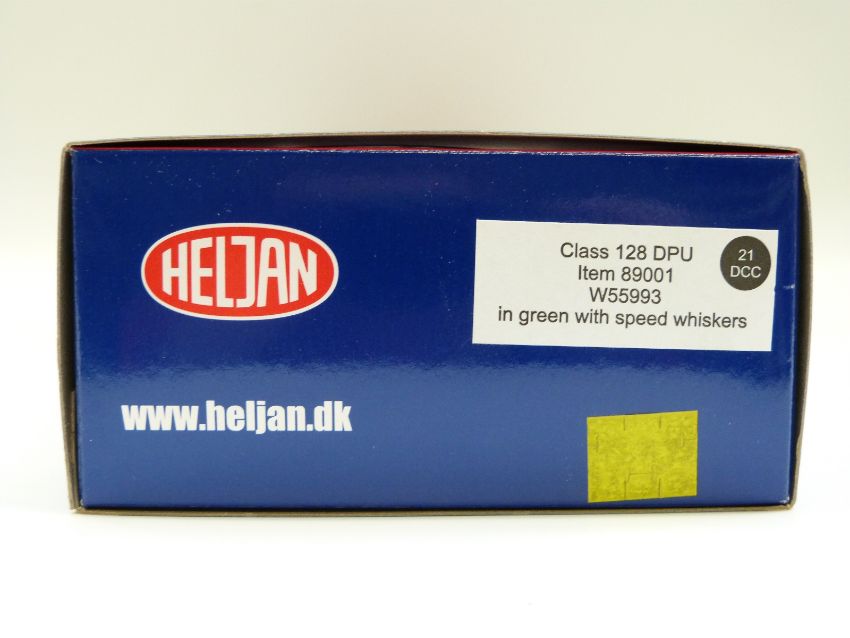 HELJAN
Class 128 DPU
Item 89001
W55993
in green with speed whiskers
21
DCC
www.heljan.dk